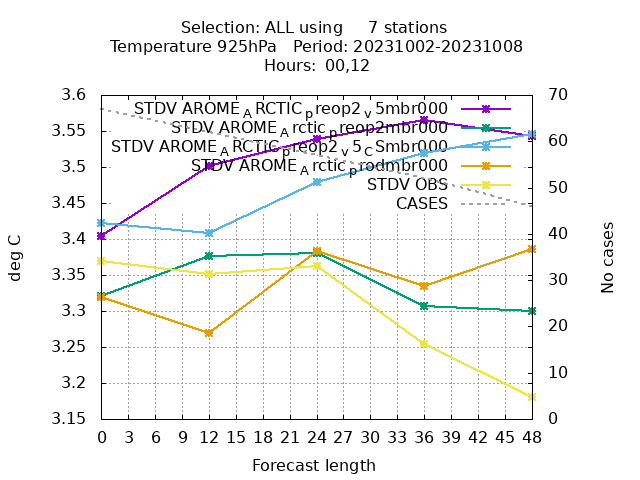 Selection: ALL using     7 stations
Temperature 925hPa   Period: 20231002-20231008
Hours: 00,12
3.6
3.55
3.5
3.45
3.4
3.35
3.3
3.25
3.2
3.15
deg C
STDV AROME_ARCTIC_preop2_v5mbr000
STDV AROME_Arctic_preop2mbr000
STDV AROME_ARCTIC_preop2_v5_CSmbr000
STDV AROME_Arctic_prodmbr000
STDV OBS
CASES
70
60
50
40
30
20
10
0
No cases
0 3 6 9 12 15 18 21 24 27 30 33 36 39 42 45 48
Forecast length